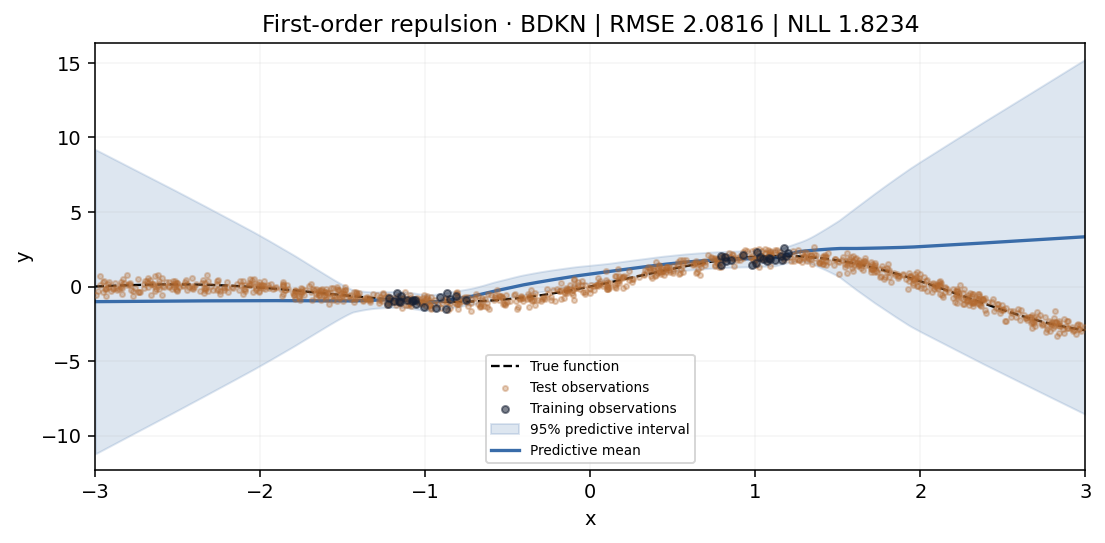 First-order repulsion · BDKN | RMSE 2.0816 | NLL 1.8234
15
10
5
0
−5
−10
y
True function
Test observations
Training observations
95% predictive interval
Predictive mean
−3 −2 −1 0 1 2 3
x